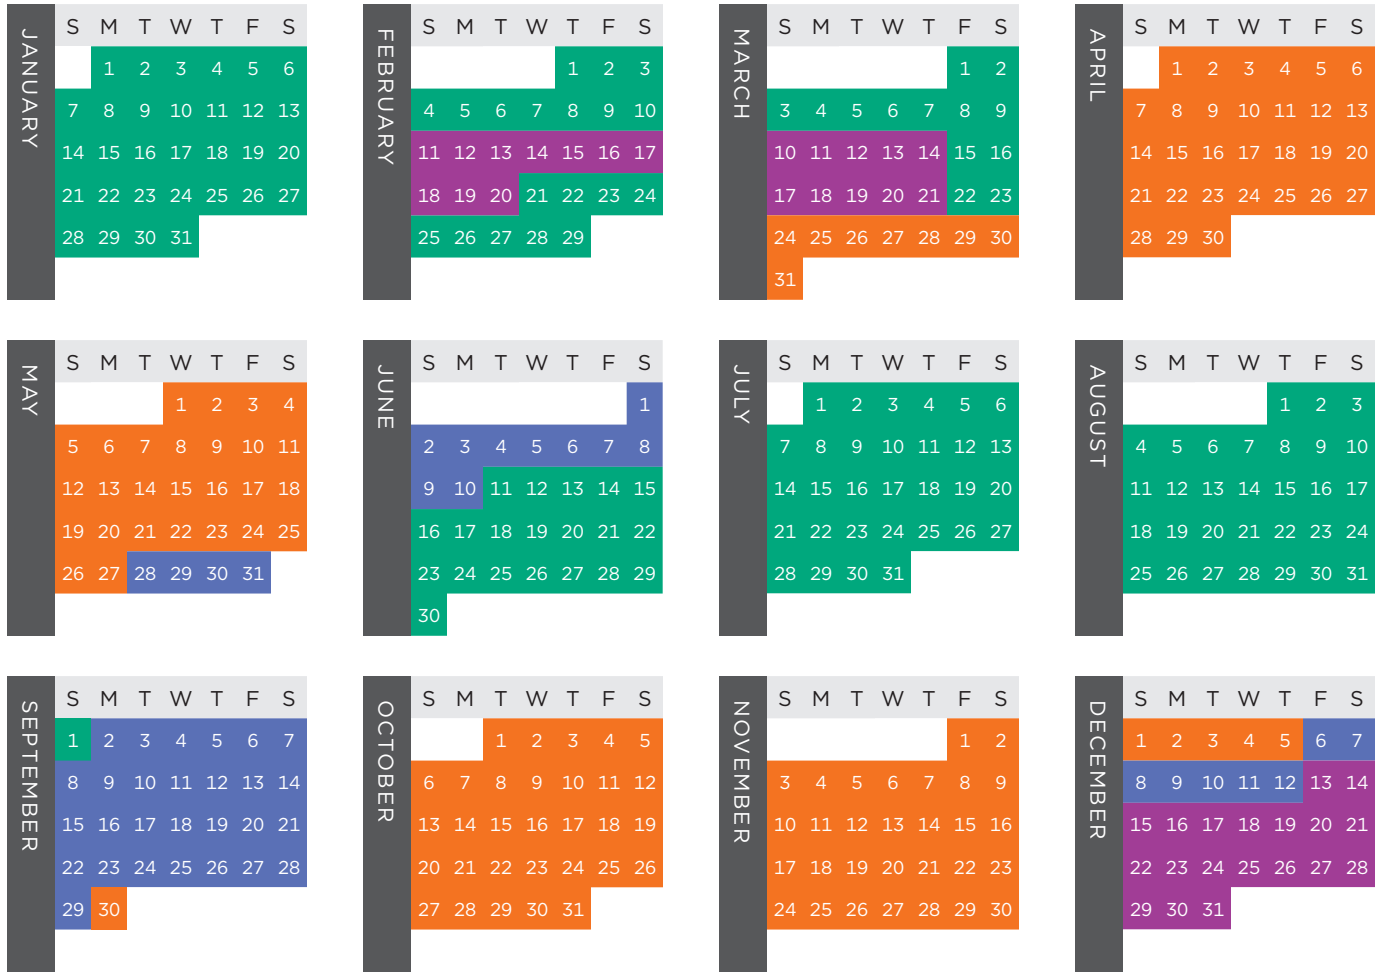 JANUARY
S M T W T F S
1 2 3 4 5 6
7 8 9 10 11 12 13
14 15 16 17 18 19 20
21 22 23 24 25 26 27
28 29 30 31
FEBRUARY
S M T W T F S
1 2 3
4 5 6 7 8 9 10
11 12 13 14 15 16 17
18 19 20 21 22 23 24
25 26 27 28 29
MARCH
S M T W T F S
1 2
3 4 5 6 7 8 9
10 11 12 13 14 15 16
17 18 19 20 21 22 23
24 25 26 27 28 29 30
31
APRIL
S M T W T F S
1 2 3 4 5 6
7 8 9 10 11 12 13
14 15 16 17 18 19 20
21 22 23 24 25 26 27
28 29 30
MAY
S M T W T F S
1 2 3 4
5 6 7 8 9 10 11
12 13 14 15 16 17 18
19 20 21 22 23 24 25
26 27 28 29 30 31
JUNE
S M T W T F S
1
2 3 4 5 6 7 8
9 10 11 12 13 14 15
16 17 18 19 20 21 22
23 24 25 26 27 28 29
30
JULY
S M T W T F S
1 2 3 4 5 6
7 8 9 10 11 12 13
14 15 16 17 18 19 20
21 22 23 24 25 26 27
28 29 30 31
AUGUST
S M T W T F S
1 2 3
4 5 6 7 8 9 10
11 12 13 14 15 16 17
18 19 20 21 22 23 24
25 26 27 28 29 30 31
SEPTEMBER
S M T W T F S
1 2 3 4 5 6 7
8 9 10 11 12 13 14
15 16 17 18 19 20 21
22 23 24 25 26 27 28
29 30
OCTOBER
S M T W T F S
1 2 3 4 5
6 7 8 9 10 11 12
13 14 15 16 17 18 19
20 21 22 23 24 25 26
27 28 29 30 31
NOVEMBER
S M T W T F S
1 2
3 4 5 6 7 8 9
10 11 12 13 14 15 16
17 18 19 20 21 22 23
24 25 26 27 28 29 30
DECEMBER
S M T W T F S
1 2 3 4 5 6 7
8 9 10 11 12 13 14
15 16 17 18 19 20 21
22 23 24 25 26 27 28
29 30 31